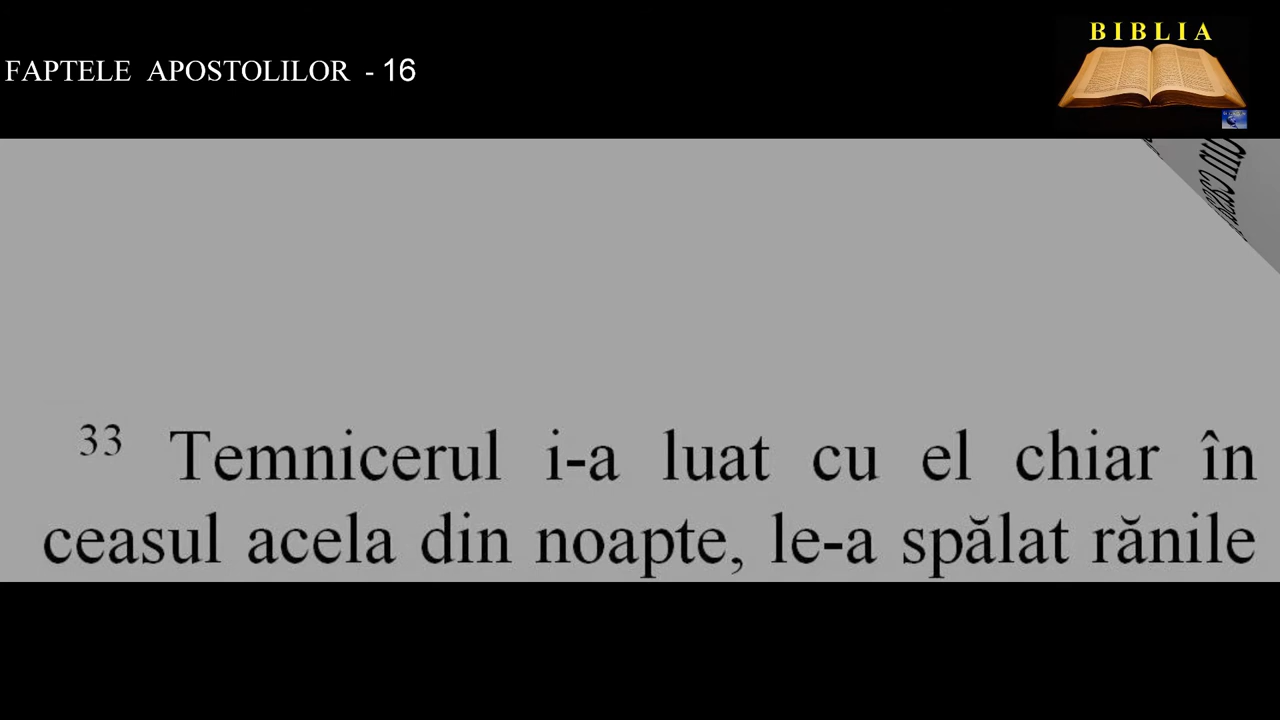 BIBLIA
FAPTELE APOSTOLILOR - 16
33 Temnicerul i-a luat cu el chiar în
ceasul acela din noapte, le-a spălat rănile